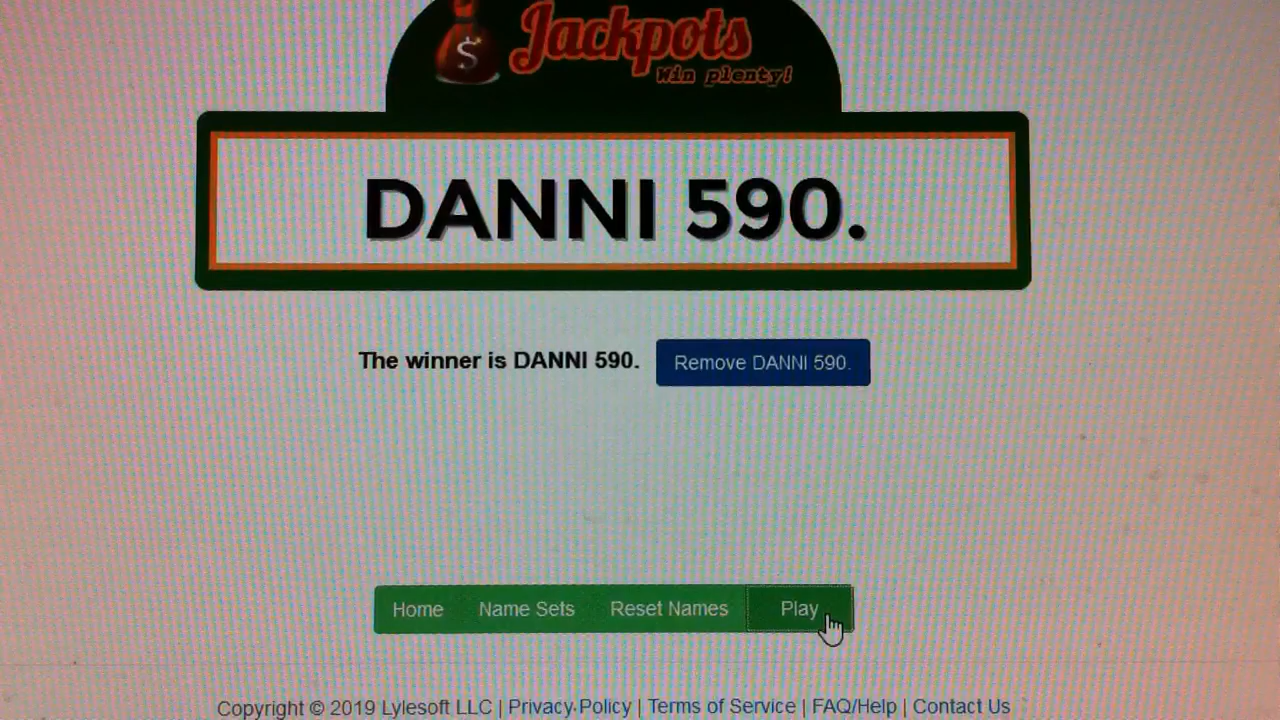 $
Jackpots
Win plenty!
DANNI 590.
The winner is DANNI 590. Remove DANNI 590.
Home Name Sets Reset Names Play
Copyright © 2019 Lylesoft LLC | Privacy Policy | Terms of Service | FAQ/Help | Contact Us